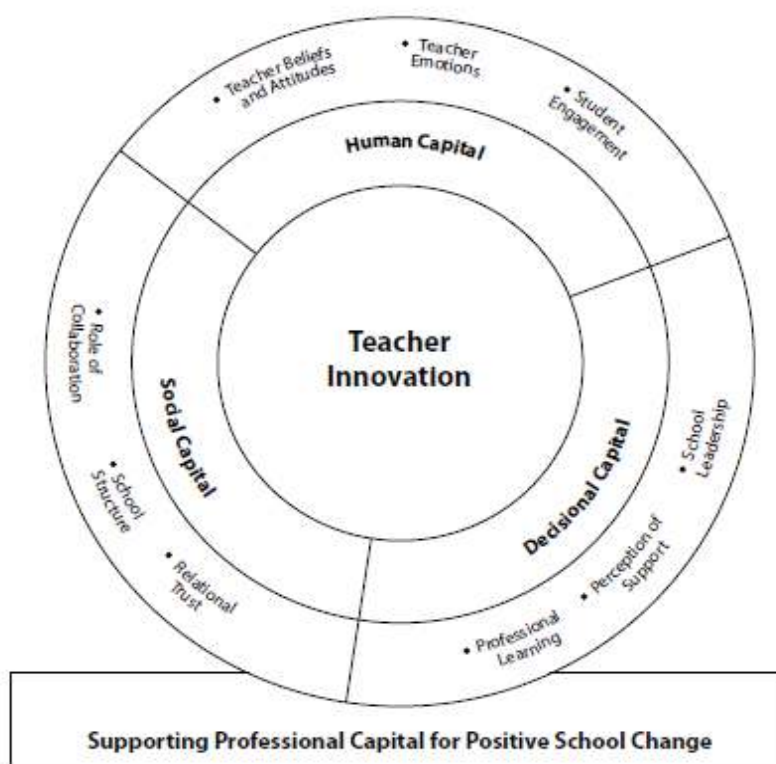 • Teacher Beliefs
and Attitudes
• Teacher
Emotions
• Student
Engagement
Human Capital
• Role of
Collaboration
• School
Structure
• Relational
Trust
Social Capital
Teacher
Innovation
Decisional Capital
• School
Leadership
• Perception of
Support
• Professional
Learning
Supporting Professional Capital for Positive School Change